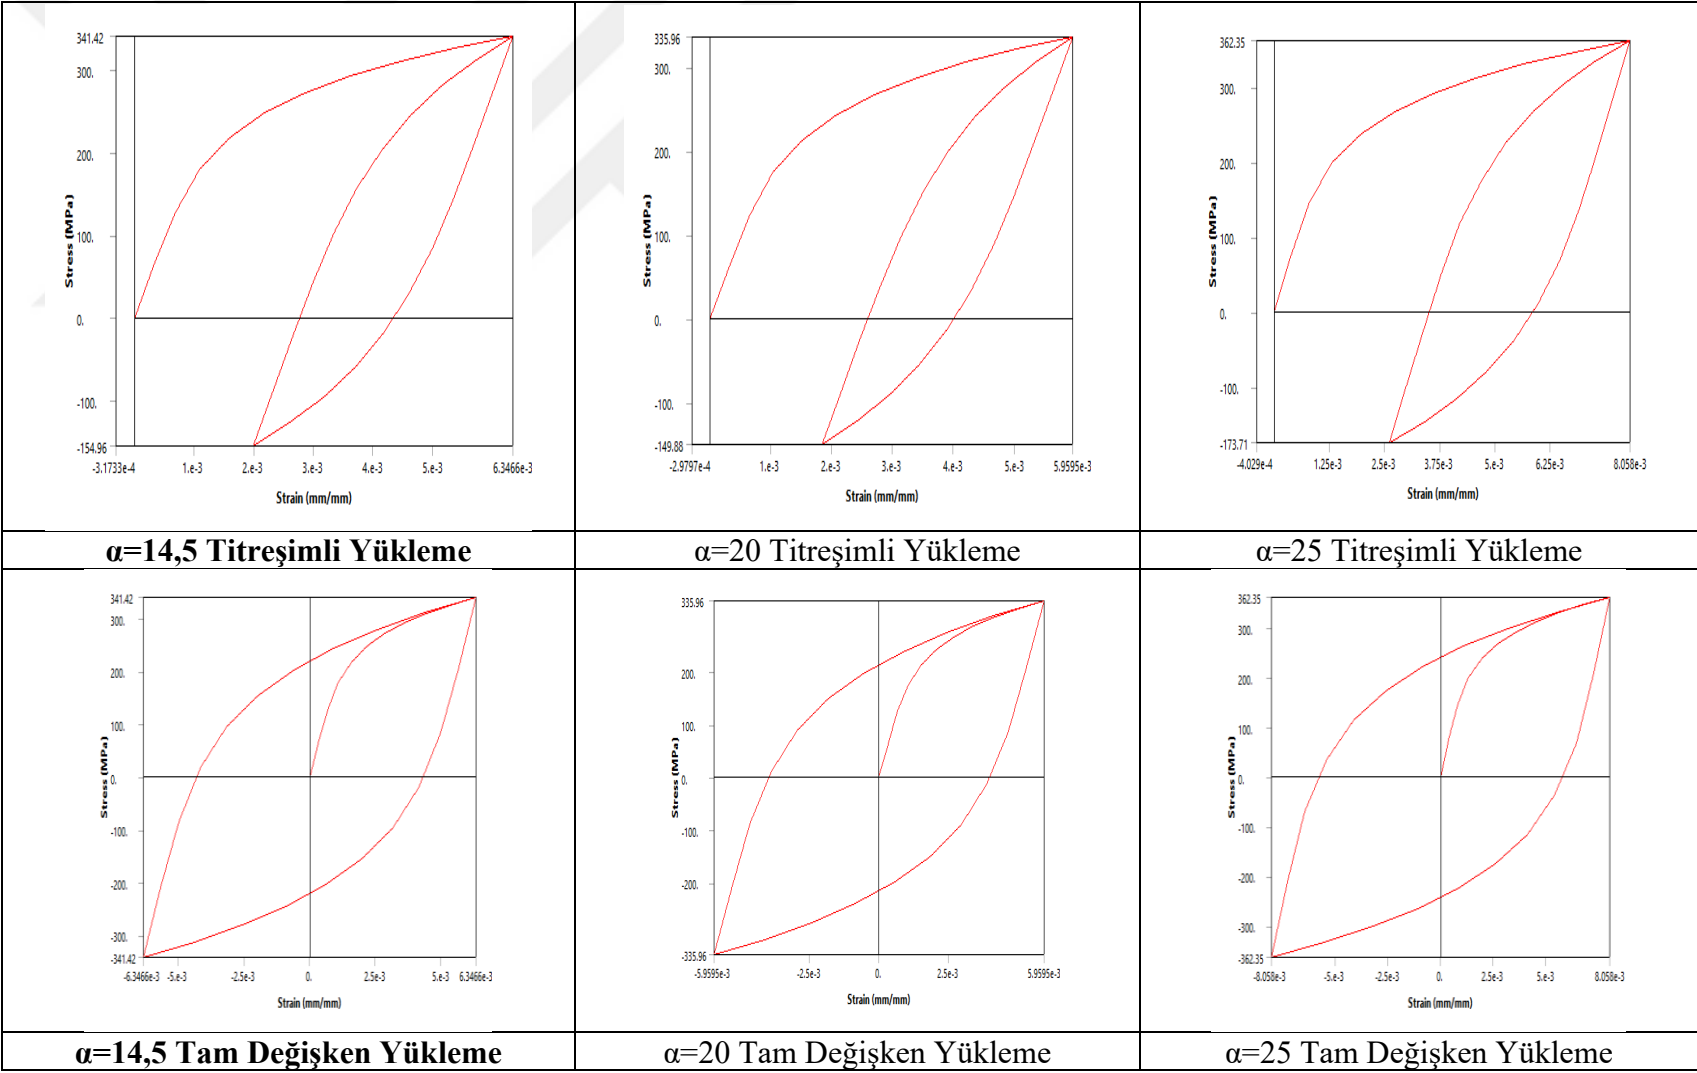 341.42
300.
200.
100.
0.
-100.
-154.96
Stress (MPa)
-3.1733e-4 1.e-3 2.e-3 3.e-3 4.e-3 5.e-3 6.3466e-3
Strain (mm/mm)
335.96
300.
200.
100.
0.
-100.
-149.88
Stress (MPa)
-2.9797e-4 1.e-3 2.e-3 3.e-3 4.e-3 5.e-3 5.9595e-3
Strain (mm/mm)
362.35
300.
200.
100.
0.
-100.
-173.71
Stress (MPa)
-4.029e-4 1.25e-3 2.5e-3 3.75e-3 5.e-3 6.25e-3 8.058e-3
Strain (mm/mm)
α=14,5 Titreşimli Yükleme
α=20 Titreşimli Yükleme
α=25 Titreşimli Yükleme
341.42
300.
200.
100.
0.
-100.
-200.
-300.
-341.42
Stress (MPa)
-6.3466e-3 -5.e-3 -2.5e-3 0. 2.5e-3 5.e-3 6.3466e-3
Strain (mm/mm)
335.96
200.
100.
0.
-100.
-200.
-335.96
Stress (MPa)
-5.9595e-3 -2.5e-3 0. 2.5e-3 5.9595e-3
Strain (mm/mm)
362.35
300.
200.
100.
0.
-100.
-200.
-300.
-362.35
Stress (MPa)
-8.058e-3 -5.e-3 -2.5e-3 0. 2.5e-3 5.e-3 8.058e-3
Strain (mm/mm)
α=14,5 Tam Değişken Yükleme
α=20 Tam Değişken Yükleme
α=25 Tam Değişken Yükleme